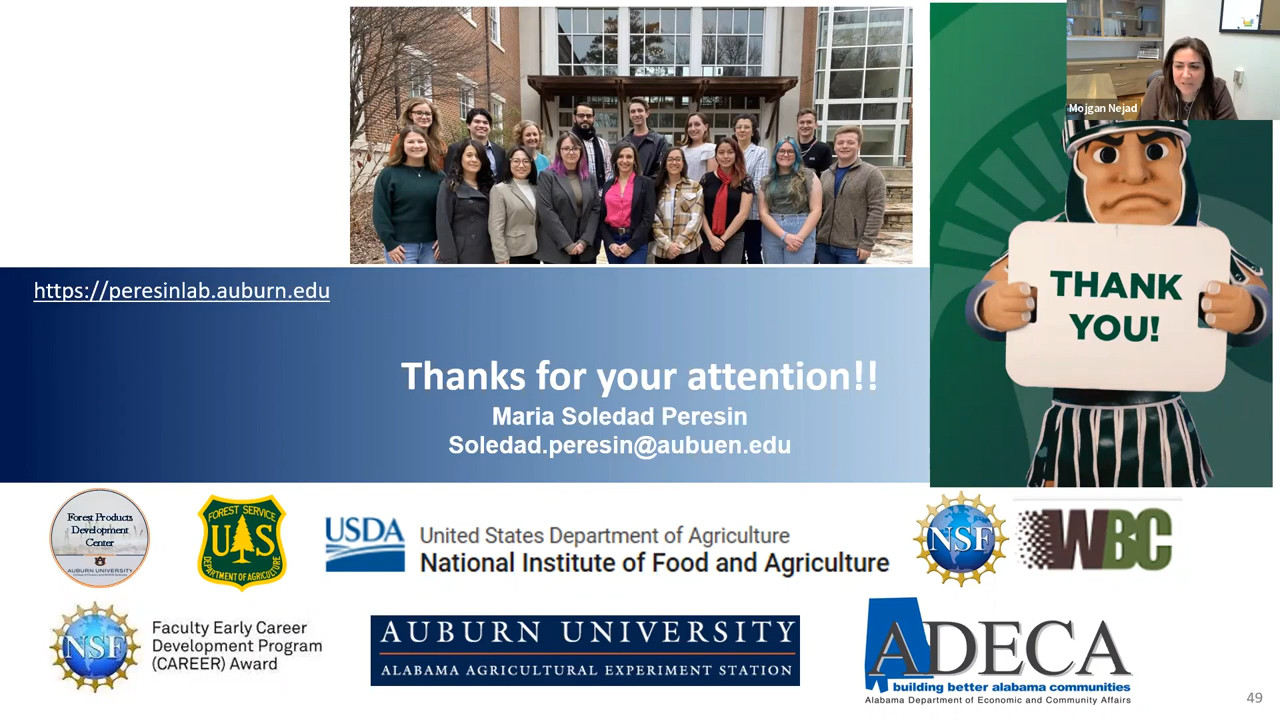 Mojgan Nejad
THANK
YOU!
https://peresinlab.auburn.edu
Thanks for your attention!!
Maria Soledad Peresin
Soledad.peresin@aubuen.edu
Forest Products
Development
Center
AUBURN UNIVERSITY
FOREST SERVICE
U S
DEPARTMENT OF AGRICULTURE
USDA
United States Department of Agriculture
National Institute of Food and Agriculture
NSF
WBC
NSF
Faculty Early Career
Development Program
(CAREER) Award
AUBURN UNIVERSITY
ALABAMA AGRICULTURAL EXPERIMENT STATION
ADECA
building better alabama communities
Alabama Department of Economic and Community Affairs
49